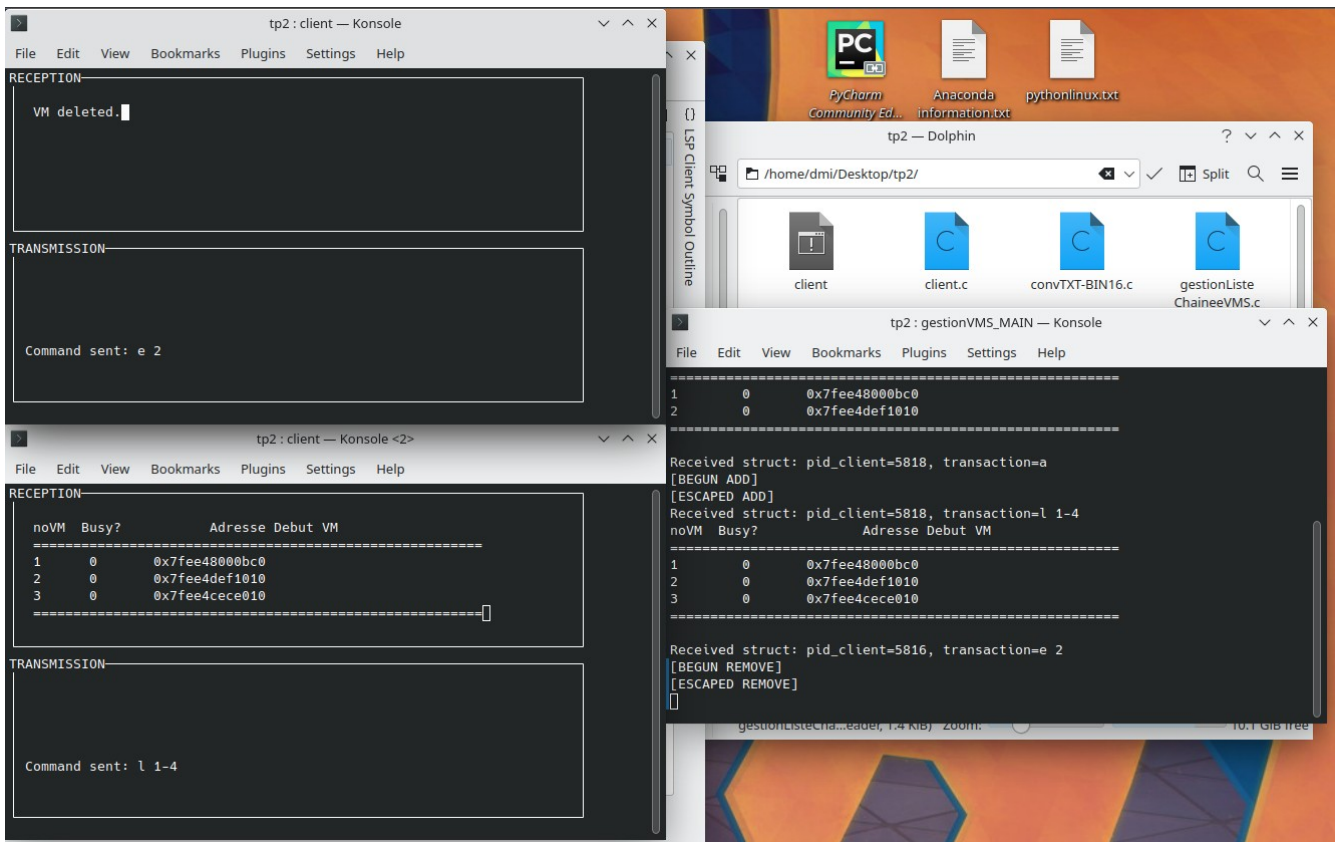 tp2 : client — Konsole
File Edit View Bookmarks Plugins Settings Help
RECEPTION
VM deleted.
TRANSMISSION
Command sent: e 2
tp2 : client — Konsole <2>
File Edit View Bookmarks Plugins Settings Help
RECEPTION
noVM Busy? Adresse Debut VM
========================================================
1 0 0x7fee48000bc0
2 0 0x7fee4def1010
3 0 0x7fee4cece010
========================================================
TRANSMISSION
Command sent: l 1-4
{} LSP Client Symbol Outline
PC
PyCharm
Community Ed...
Anaconda
information.txt
pythonlinux.txt
tp2 — Dolphin
/home/dmi/Desktop/tp2/
Split
client
client.c
convTXT-BIN16.c
gestionListe
ChaineeVMS.c
tp2 : gestionVMS_MAIN — Konsole
File Edit View Bookmarks Plugins Settings Help
========================================================
1 0 0x7fee48000bc0
2 0 0x7fee4def1010
========================================================
Received struct: pid_client=5818, transaction=a
[BEGUN ADD]
[ESCAPED ADD]
Received struct: pid_client=5818, transaction=l 1-4
noVM Busy? Adresse Debut VM
========================================================
1 0 0x7fee48000bc0
2 0 0x7fee4def1010
3 0 0x7fee4cece010
========================================================
Received struct: pid_client=5816, transaction=e 2
[BEGUN REMOVE]
[ESCAPED REMOVE]
gestionListeCha...eader, 1.4 KiB) Zoom: 10.1 GiB free